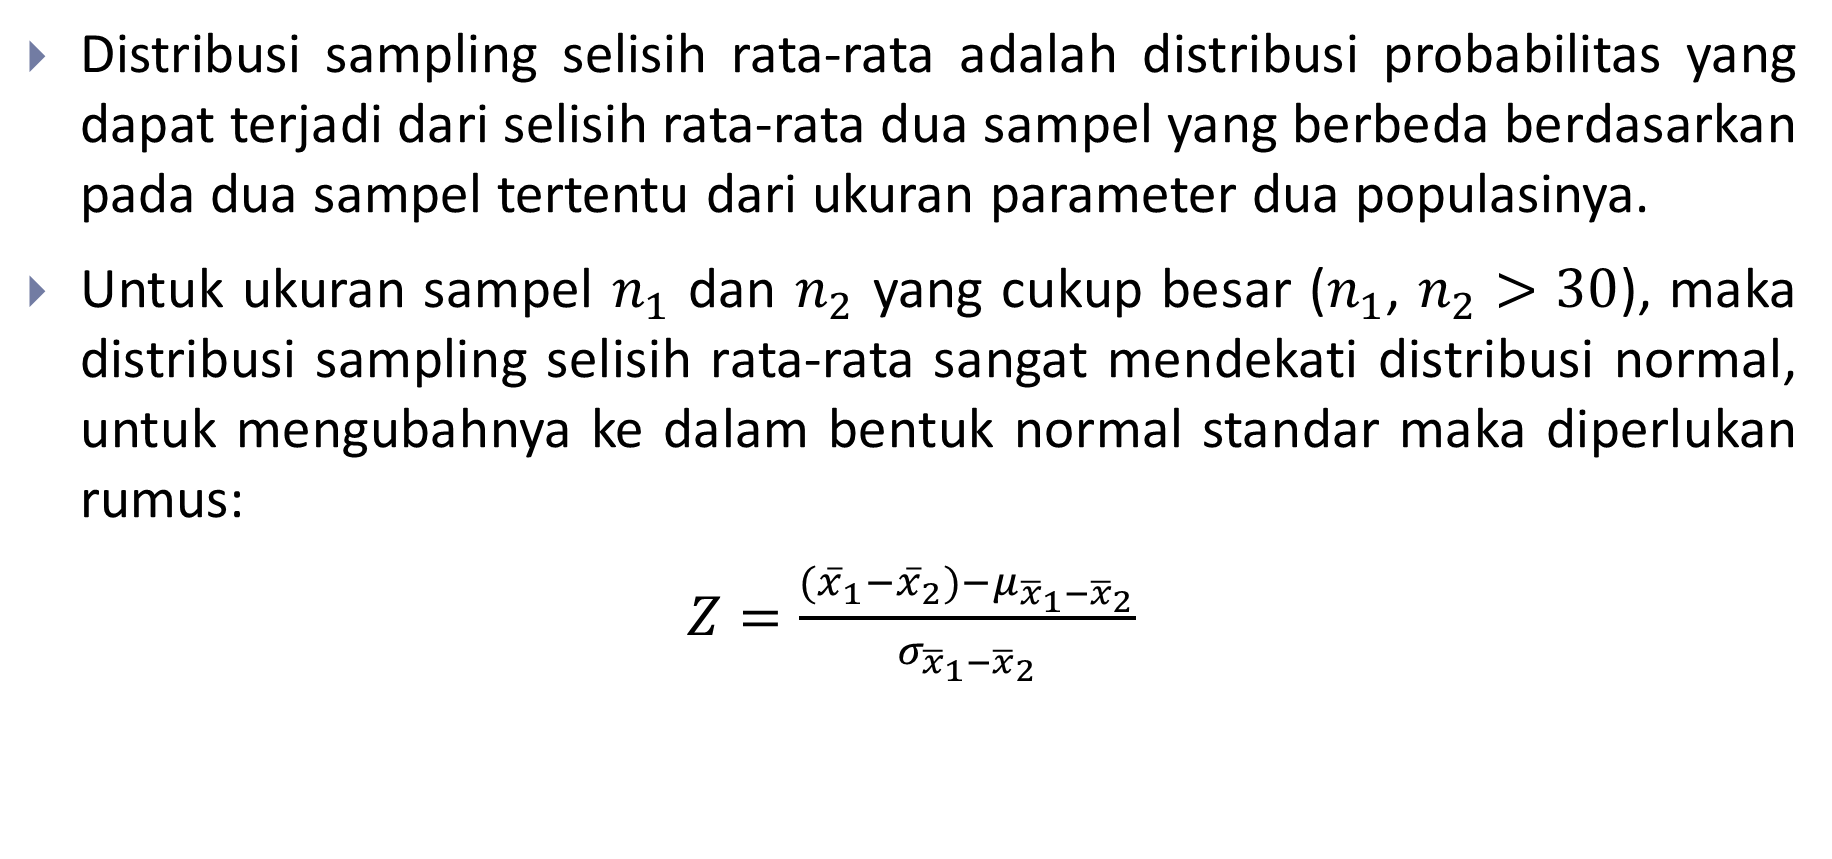 Distribusi sampling selisih rata-rata adalah distribusi probabilitas yang
dapat terjadi dari selisih rata-rata dua sampel yang berbeda berdasarkan
pada dua sampel tertentu dari ukuran parameter dua populasinya.
Untuk ukuran sampel n₁ dan n₂ yang cukup besar (n₁, n₂ > 30), maka
distribusi sampling selisih rata-rata sangat mendekati distribusi normal,
untuk mengubahnya ke dalam bentuk normal standar maka diperlukan
rumus:
Z = \frac{(x̄₁−x̄₂)−μ_{x̄₁−x̄₂}}{σ_{x̄₁−x̄₂}}